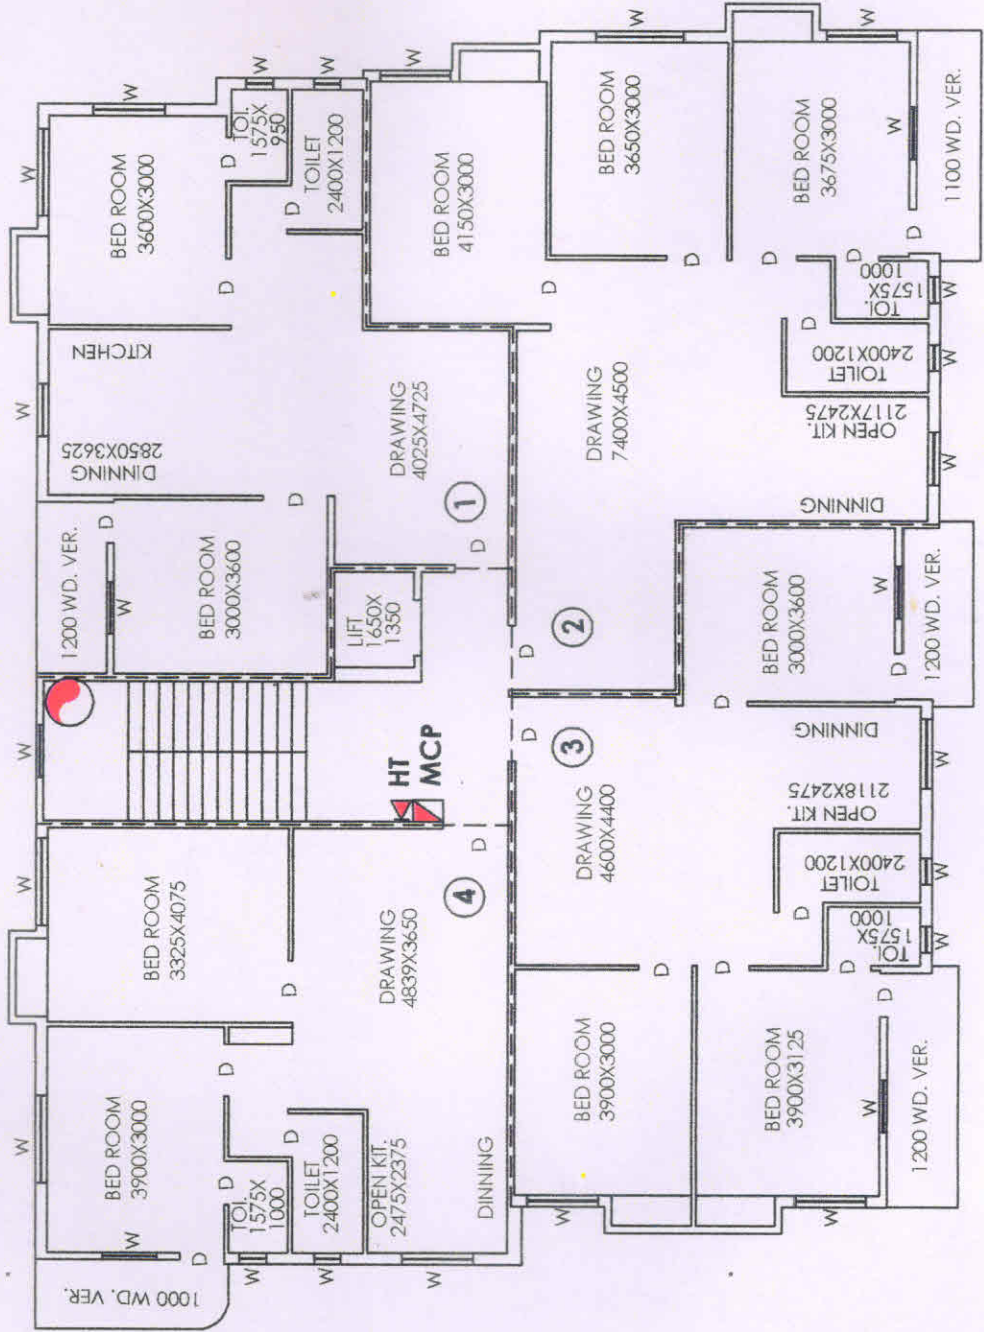 W
W
W
W
W
W
1000 WD. VER.
W
D
BED ROOM
3900X3000
BED ROOM
3325X4075
1200 WD. VER.
D
W
BED ROOM
3000X3600
DINNING
2850X3625
KITCHEN
BED ROOM
3600X3000
W
D
D
TOI.
1575X
1000
W
D
D
D
D
D
TOI.
1575X
950
W
TOILET
2400X1200
W
D
LIFT
1650X
1350
D
TOILET
2400X1200
W
OPEN KIT.
2475X2375
W
DRAWING
4839X3650
HT
MCP
DRAWING
4025X4725
BED ROOM
4150X3000
W
DINNING
4
D
D
1
D
3
D
D
2
BED ROOM
3900X3000
W
D
DRAWING
4600X4400
DRAWING
7400X4500
D
BED ROOM
3650X3000
W
D
BED ROOM
3900X3125
W
W
D
D
TOI.
1575X
1000
D
TOILET
2400X1200
OPEN KIT.
2118X2475
DINNING
D
BED ROOM
3000X3600
W
D
DINNING
OPEN KIT.
2117X2475
TOILET
2400X1200
D
TOI.
1575X
1000
D
D
BED ROOM
3675X3000
W
W
D
1200 WD. VER.
D
W
W
W
1200 WD. VER.
W
W
W
1100 WD. VER.